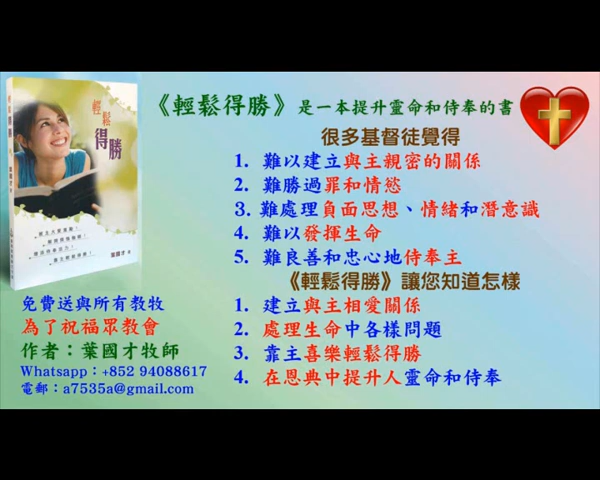 《輕鬆得勝》是一本提升靈命和侍奉的書
很多基督徒覺得
1. 難以建立與主親密的關係
2. 難勝過罪和情慾
3. 難處理負面思想、情緒和潛意識
4. 難以發揮生命
5. 難良善和忠心地侍奉主
《輕鬆得勝》讓您知道怎樣
1. 建立與主相愛關係
2. 處理生命中各樣問題
3. 靠主喜樂輕鬆得勝
4. 在恩典中提升人靈命和侍奉
輕鬆
得勝
葉國才 著
輕鬆得勝
免費送與所有教牧
為了祝福眾教會
作者：葉國才牧師
Whatsapp：+852 94088617
電郵：a7535a@gmail.com